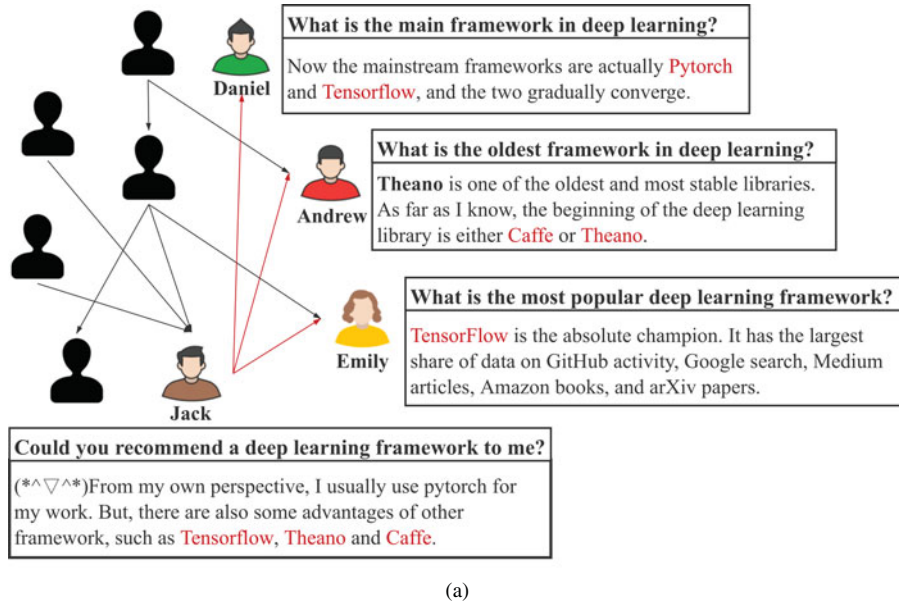 What is the main framework in deep learning?
Now the mainstream frameworks are actually Pytorch
and Tensorflow, and the two gradually converge.
Daniel
What is the oldest framework in deep learning?
Theano is one of the oldest and most stable libraries.
As far as I know, the beginning of the deep learning
library is either Caffe or Theano.
Andrew
What is the most popular deep learning framework?
TensorFlow is the absolute champion. It has the largest
share of data on GitHub activity, Google search, Medium
articles, Amazon books, and arXiv papers.
Emily
Jack
Could you recommend a deep learning framework to me?
(*^▽^*)From my own perspective, I usually use pytorch for
my work. But, there are also some advantages of other
framework, such as Tensorflow, Theano and Caffe.
(a)